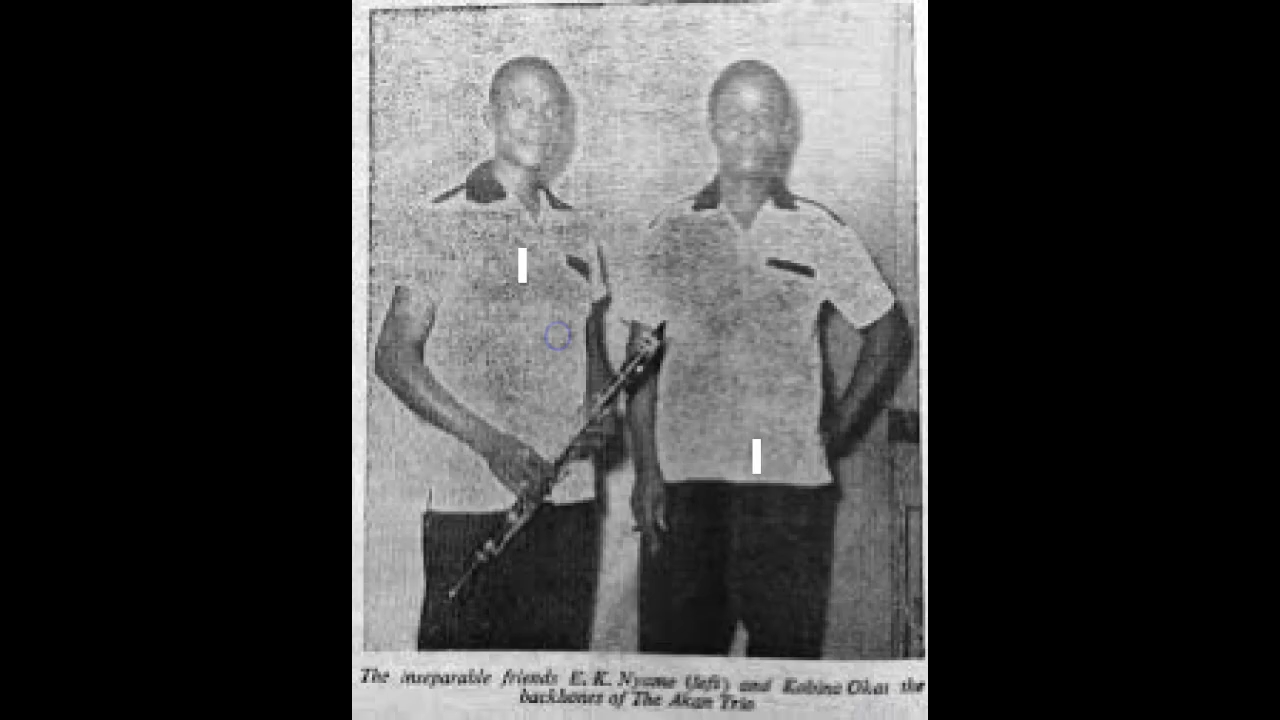 The inseparable friends E. K. Nyame (left) and Kobina Okai the
backbones of The Akan Trio